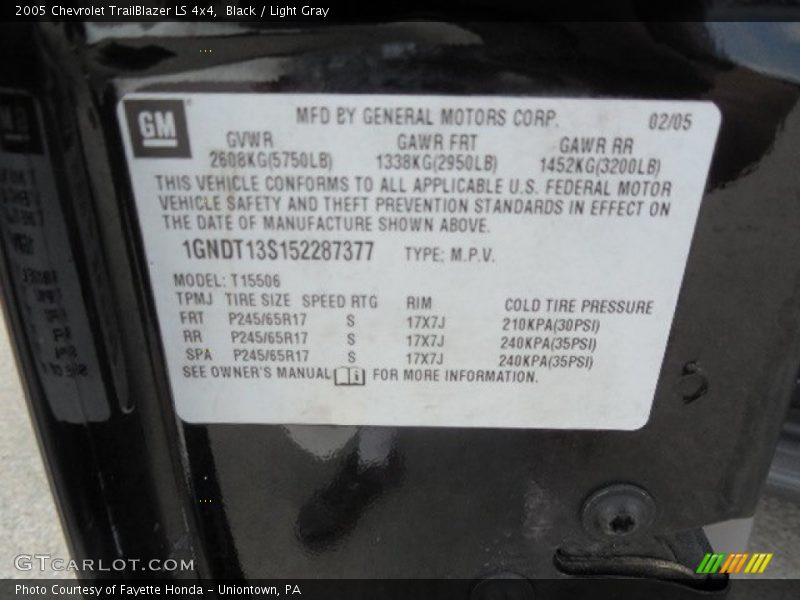 2005 Chevrolet TrailBlazer LS 4x4, Black / Light Gray
GM
MFD BY GENERAL MOTORS CORP. 02/05
GVWR GAWR FRT GAWR RR
2608KG(5750LB) 1338KG(2950LB) 1452KG(3200LB)
THIS VEHICLE CONFORMS TO ALL APPLICABLE U.S. FEDERAL MOTOR
VEHICLE SAFETY AND THEFT PREVENTION STANDARDS IN EFFECT ON
THE DATE OF MANUFACTURE SHOWN ABOVE.
1GNDT13S152287377 TYPE: M.P.V.
MODEL: T15506
TPMJ TIRE SIZE SPEED RTG RIM COLD TIRE PRESSURE
FRT P245/65R17 S 17X7J 210KPA(30PSI)
RR P245/65R17 S 17X7J 240KPA(35PSI)
SPA P245/65R17 S 17X7J 240KPA(35PSI)
SEE OWNER'S MANUAL FOR MORE INFORMATION.
GTCARLOT.COM
Photo Courtesy of Fayette Honda - Uniontown, PA